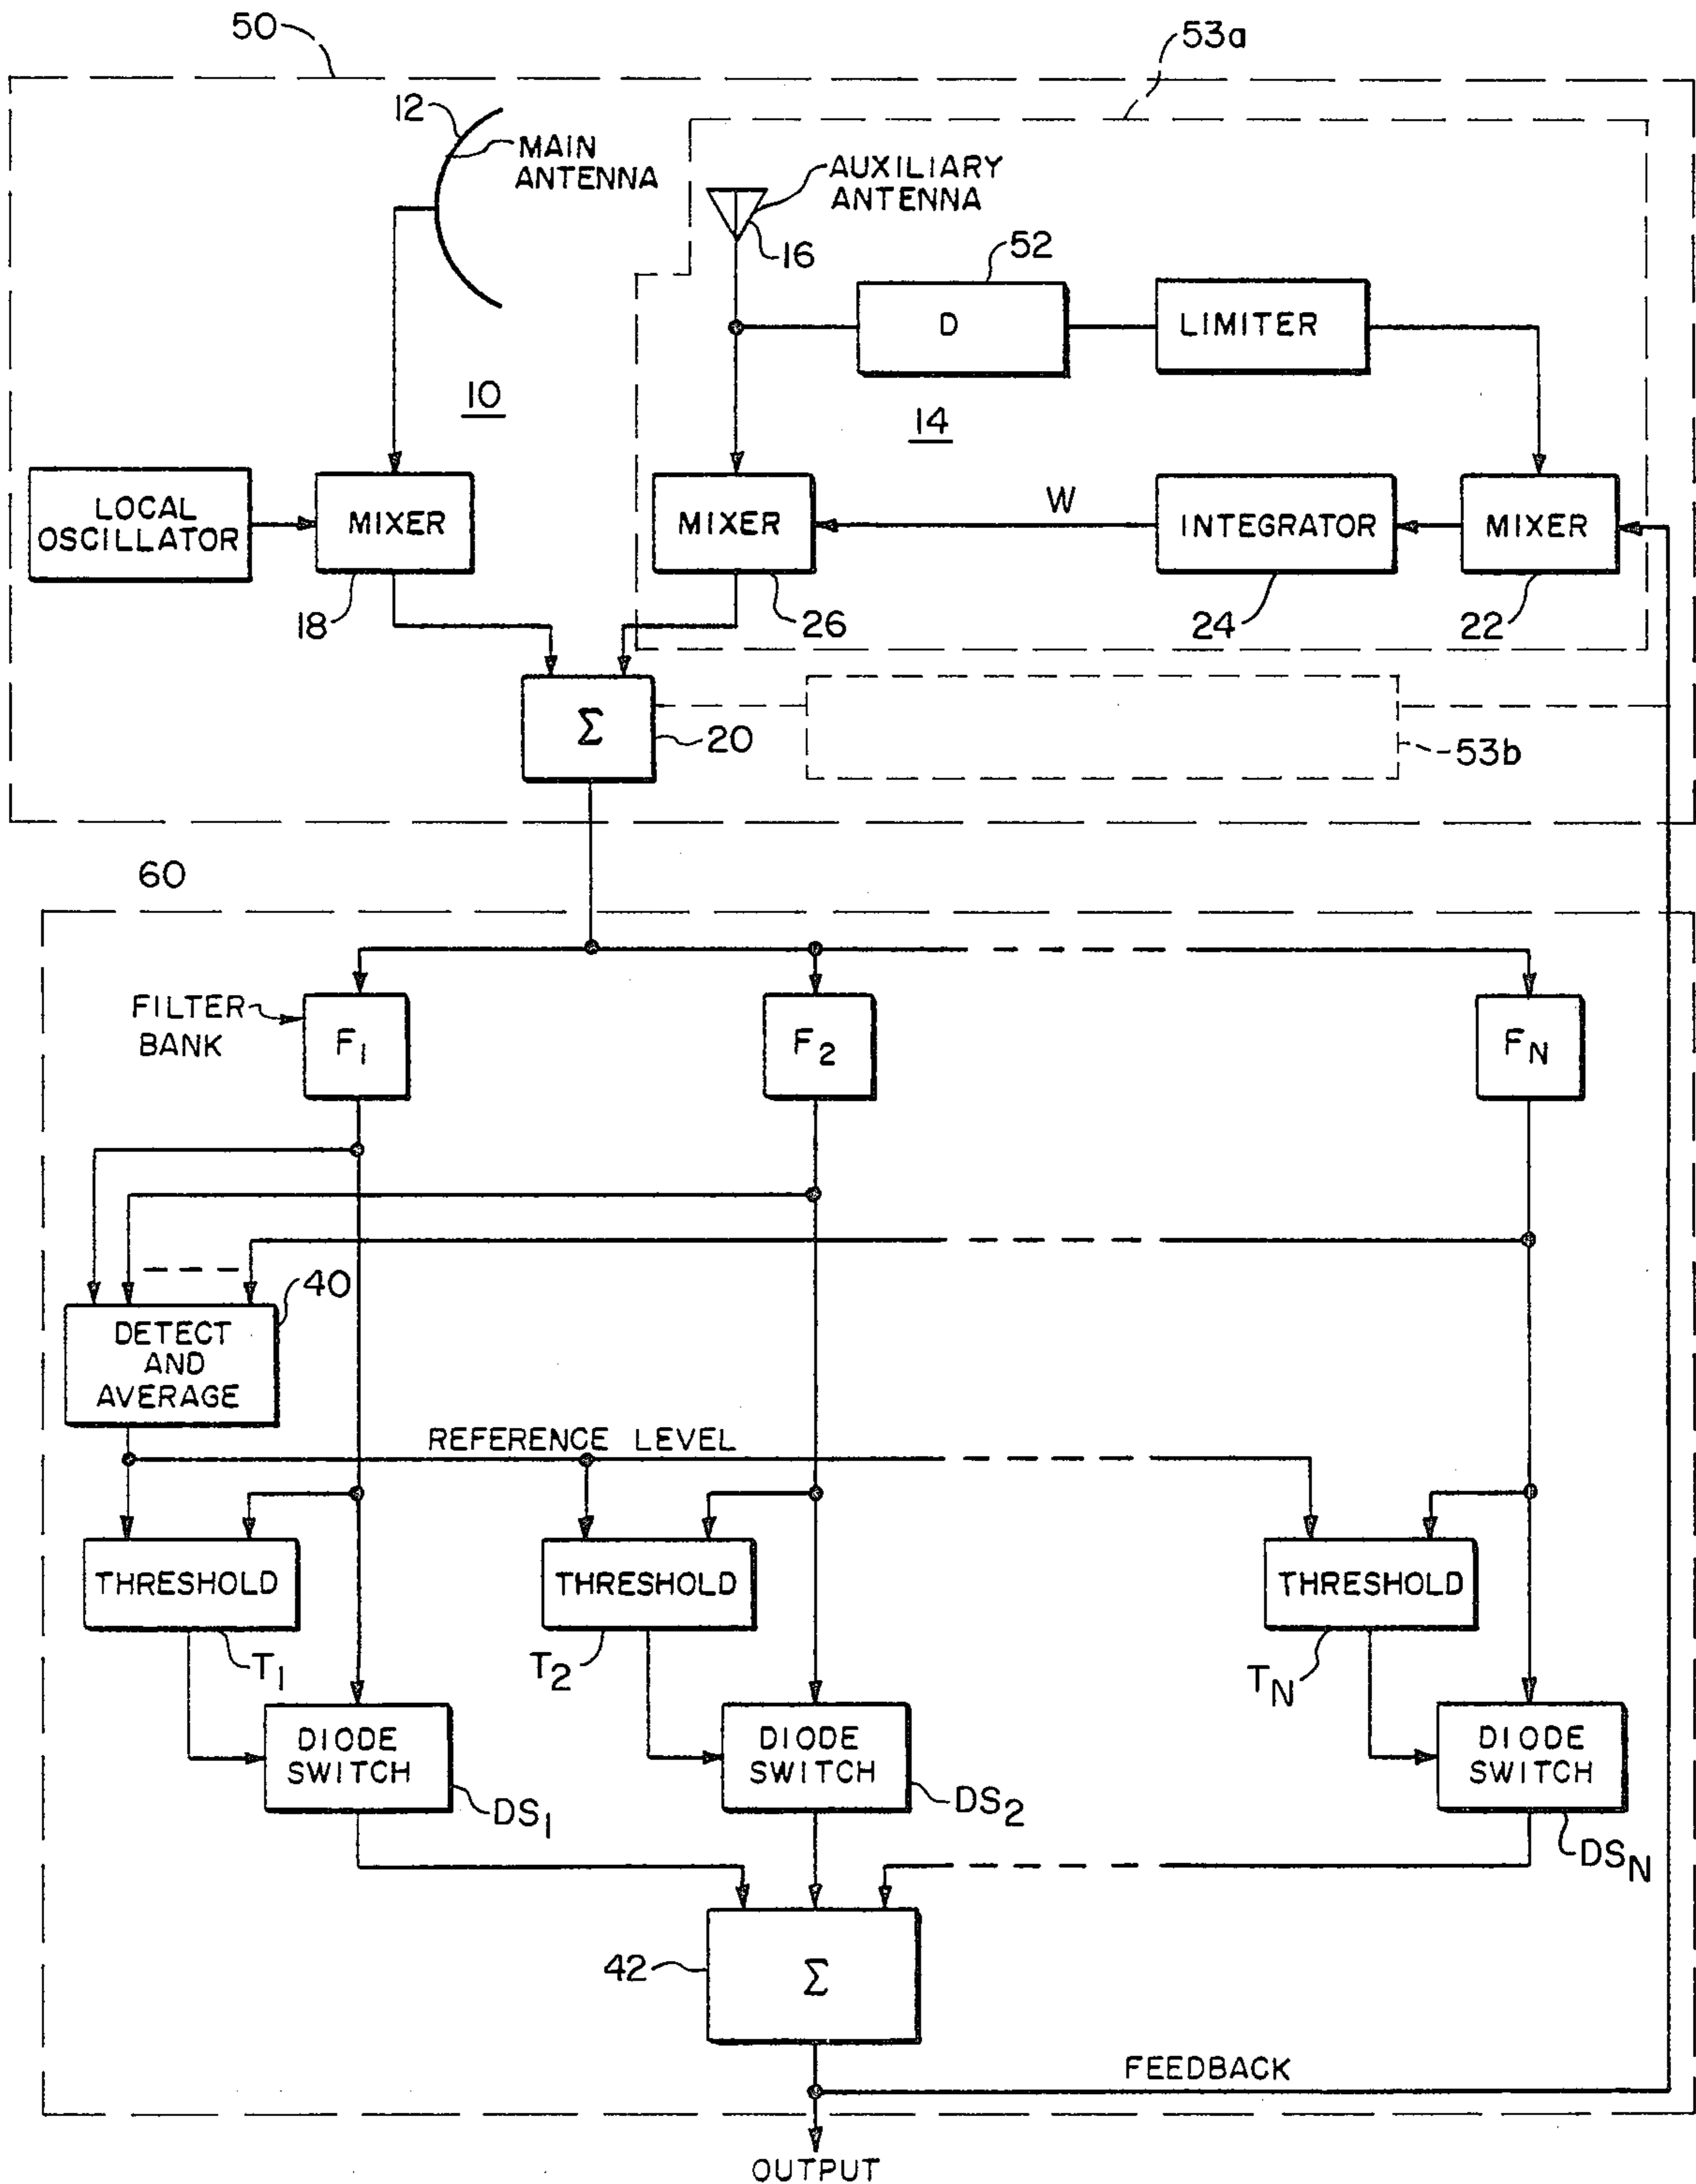 50
53a
12
MAIN
ANTENNA
AUXILIARY
ANTENNA
16
52
D
LIMITER
10
14
LOCAL
OSCILLATOR
MIXER
MIXER
W
INTEGRATOR
MIXER
18
26
24
22
Σ
20
53b
60
FILTER
BANK
F1
F2
FN
40
DETECT
AND
AVERAGE
REFERENCE LEVEL
THRESHOLD
THRESHOLD
THRESHOLD
T1
T2
TN
DIODE
SWITCH
DIODE
SWITCH
DIODE
SWITCH
DS1
DS2
DSN
42
Σ
FEEDBACK
OUTPUT